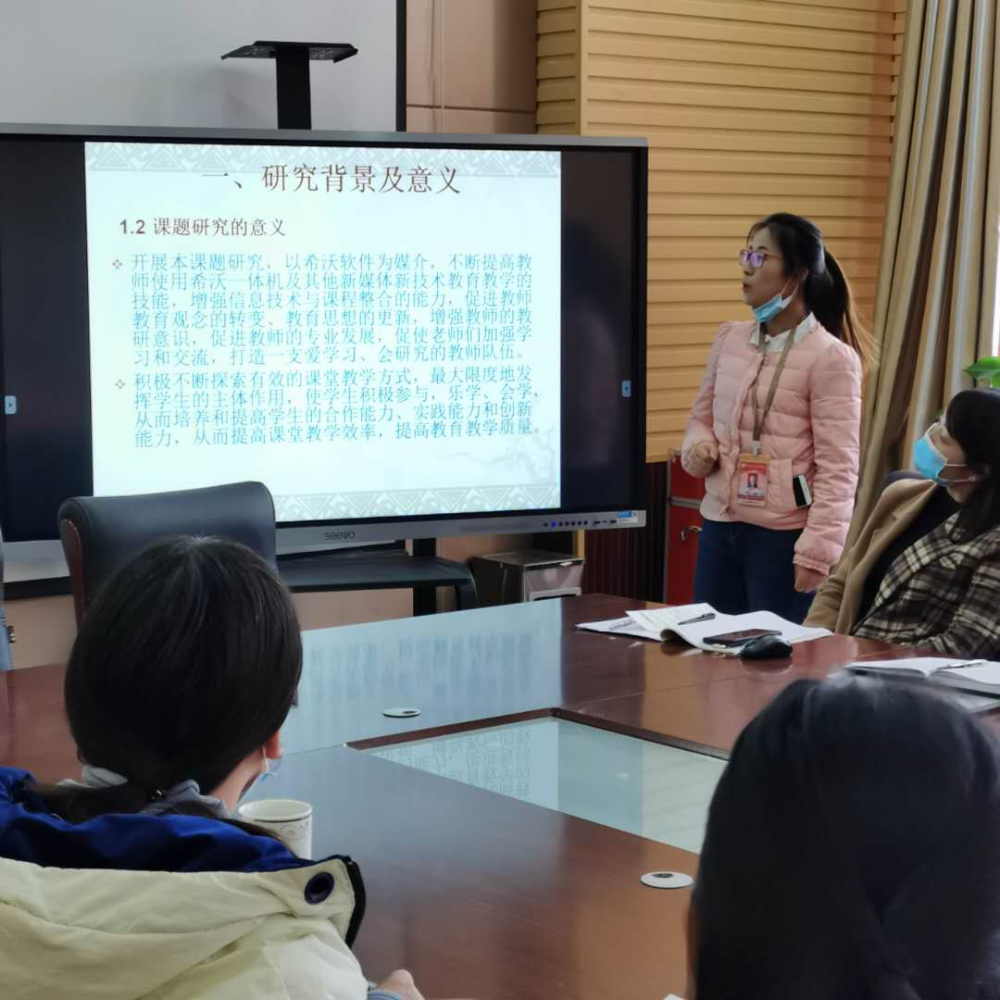 一、研究背景及意义
1.2 课题研究的意义
开展本课题研究，以希沃软件为媒介，不断提高教
师使用希沃一体机及其他新媒体新技术教育教学的
技能，增强信息技术与课程整合的能力，促进教师
教育观念的转变、教育思想的更新，增强教师的教
研意识，促进教师的专业发展，促使老师们加强学
习和交流，打造一支爱学习、会研究的教师队伍。
积极不断探索有效的课堂教学方式，最大限度地发
挥学生的主体作用，使学生积极参与，乐学、会学，
从而培养和提高学生的合作能力、实践能力和创新
能力，从而提高课堂教学效率，提高教育教学质量。
seewo